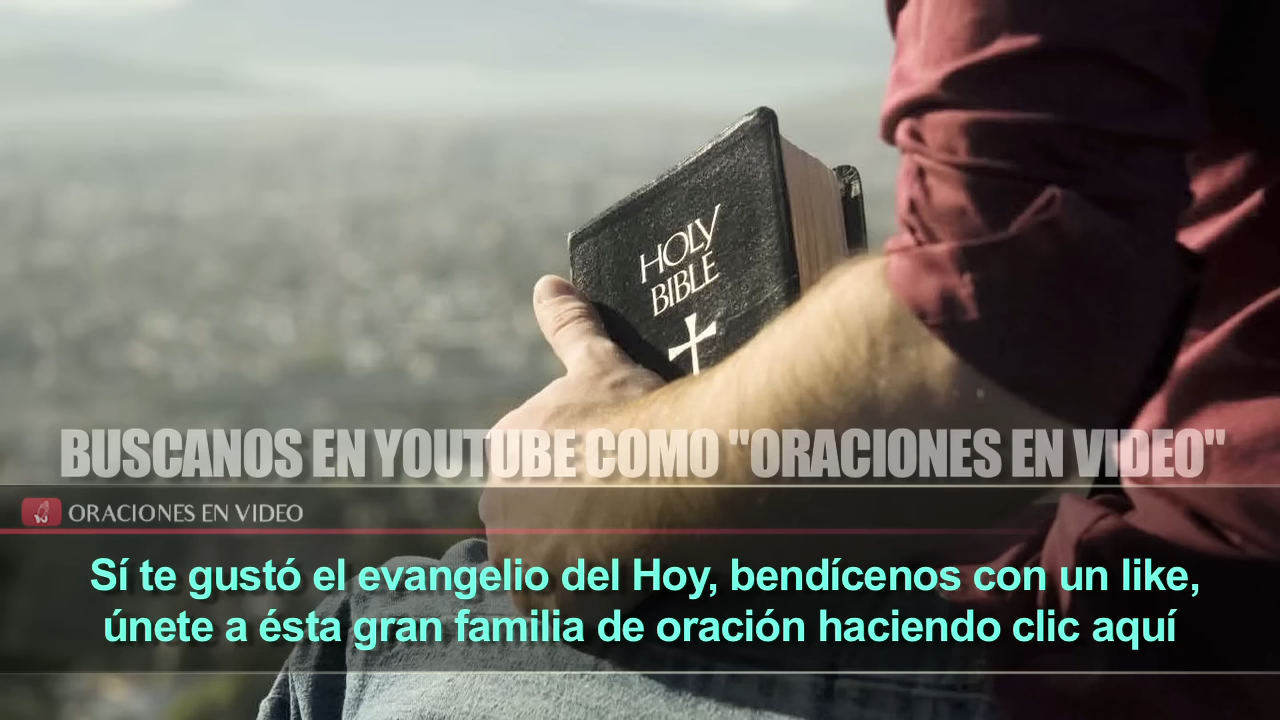 HOLY
BIBLE
BUSCANOS EN YOUTUBE COMO "ORACIONES EN VIDEO"
ORACIONES EN VIDEO
Sí te gustó el evangelio del Hoy, bendícenos con un like,
únete a ésta gran familia de oración haciendo clic aquí